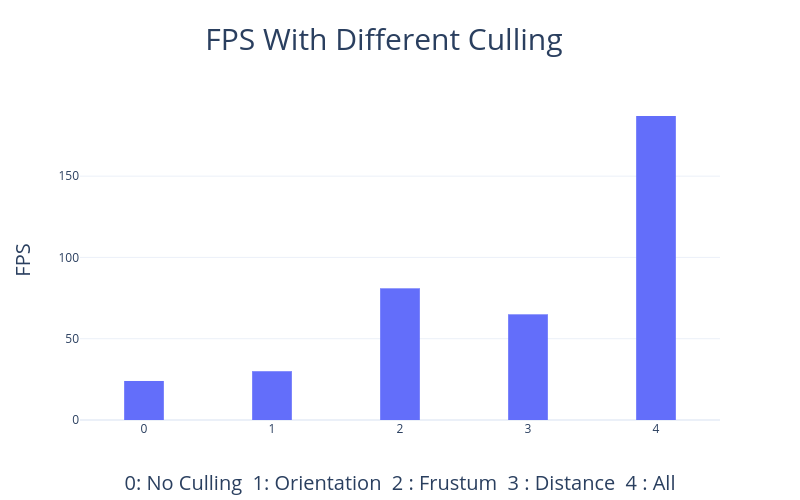 FPS With Different Culling
150
100
50
0
FPS
0 1 2 3 4
0: No Culling 1: Orientation 2 : Frustum 3 : Distance 4 : All